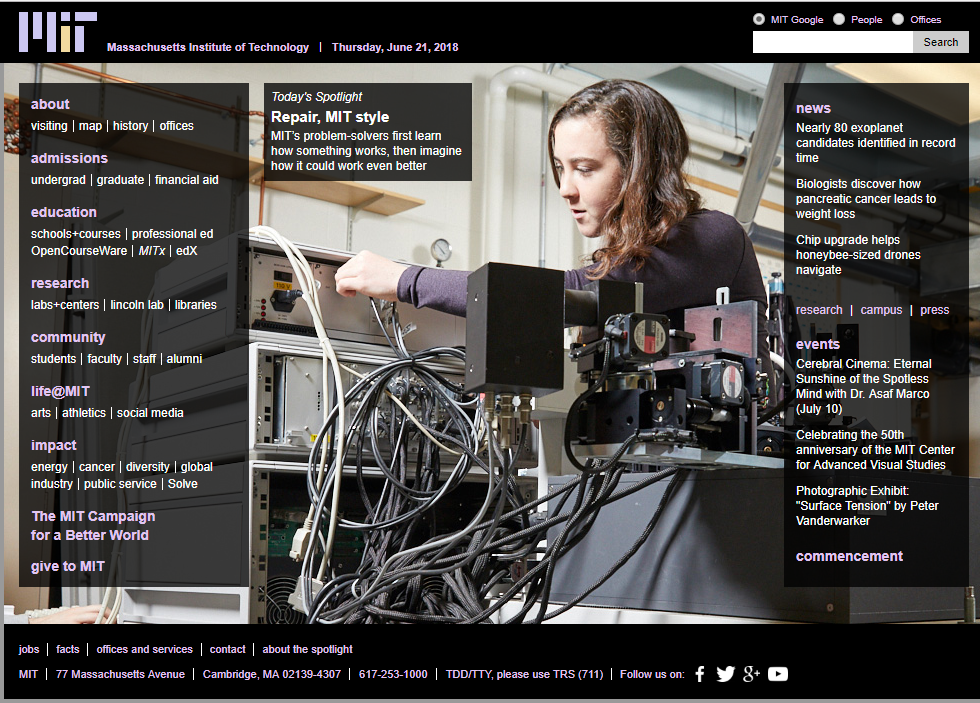 MIT
Massachusetts Institute of Technology | Thursday, June 21, 2018
MIT Google People Offices
Search
about
visiting | map | history | offices
admissions
undergrad | graduate | financial aid
education
schools+courses | professional ed
OpenCourseWare | MITx | edX
research
labs+centers | lincoln lab | libraries
community
students | faculty | staff | alumni
life@MIT
arts | athletics | social media
impact
energy | cancer | diversity | global
industry | public service | Solve
The MIT Campaign
for a Better World
give to MIT
Today's Spotlight
Repair, MIT style
MIT's problem-solvers first learn
how something works, then imagine
how it could work even better
news
Nearly 80 exoplanet
candidates identified in record
time
Biologists discover how
pancreatic cancer leads to
weight loss
Chip upgrade helps
honeybee-sized drones
navigate
research | campus | press
events
Cerebral Cinema: Eternal
Sunshine of the Spotless
Mind with Dr. Asaf Marco
(July 10)
Celebrating the 50th
anniversary of the MIT Center
for Advanced Visual Studies
Photographic Exhibit:
"Surface Tension" by Peter
Vanderwarker
commencement
jobs | facts | offices and services | contact | about the spotlight
MIT | 77 Massachusetts Avenue | Cambridge, MA 02139-4307 | 617-253-1000 | TDD/TTY, please use TRS (711) | Follow us on: